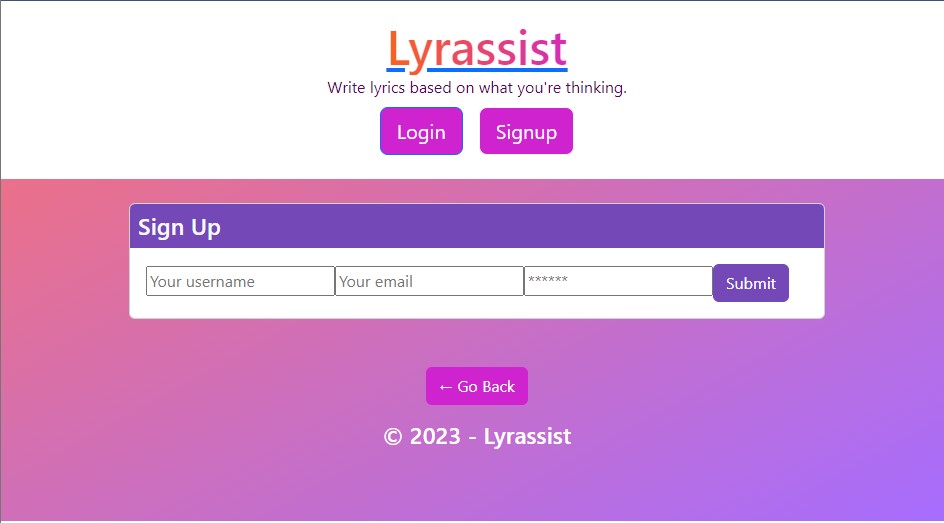 Lyrassist
Write lyrics based on what you're thinking.
Login Signup
Sign Up
Your username Your email ****** Submit
← Go Back
© 2023 - Lyrassist